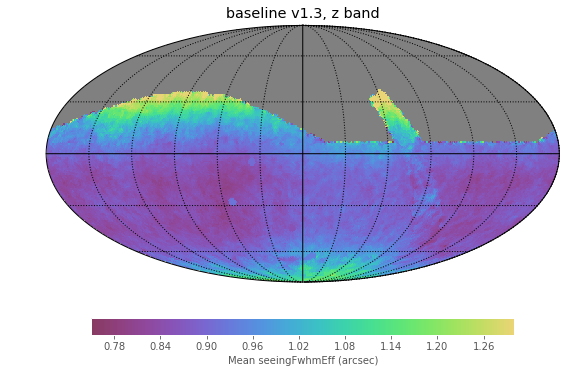 baseline v1.3, z band
0.78 0.84 0.90 0.96 1.02 1.08 1.14 1.20 1.26
Mean seeingFwhmEff (arcsec)